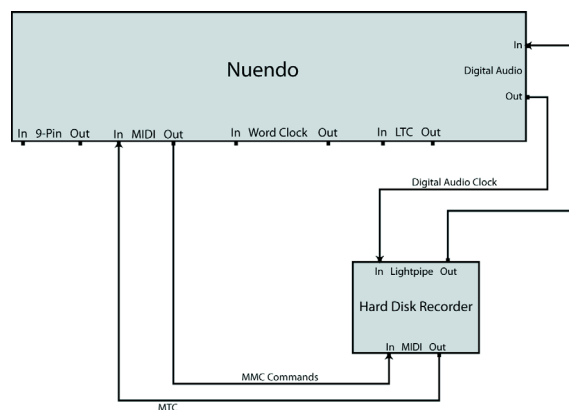 In
Nuendo
Digital Audio
Out
In 9-Pin Out In MIDI Out In Word Clock Out In LTC Out
Digital Audio Clock
In Lightpipe Out
Hard Disk Recorder
In MIDI Out
MMC Commands
MTC